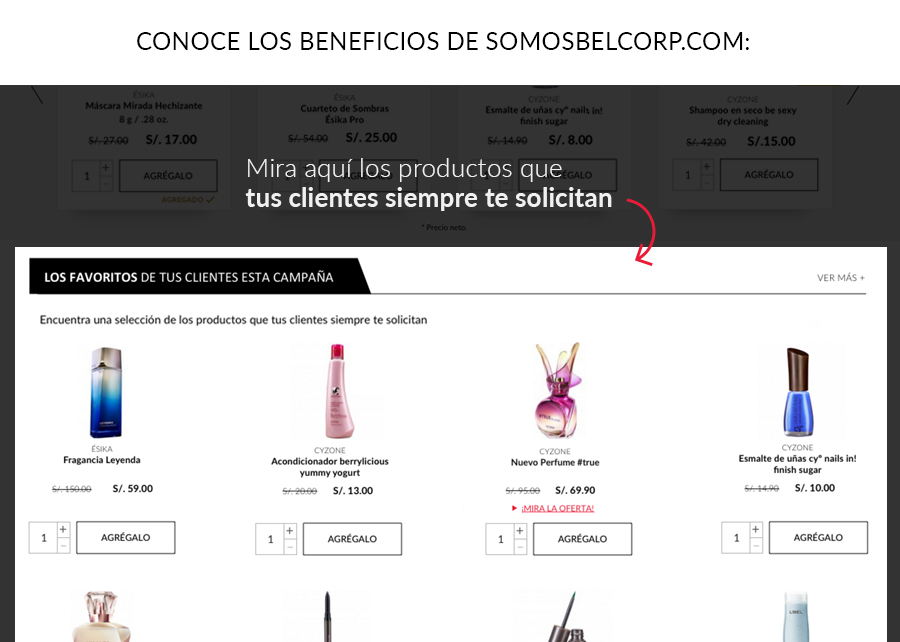 CONOCE LOS BENEFICIOS DE SOMOSBELCORP.COM:
ÉSIKA
Máscara Mirada Hechizante
8 g / .28 oz.
S/. 27.00 S/. 17.00
1 + AGRÉGALO
−
AGREGADO
ÉSIKA
Cuarteto de Sombras
Ésika Pro
S/. 54.00 S/. 25.00
CYZONE
Esmalte de uñas cy° nails in!
finish sugar
S/. 14.90 S/. 8.00
CYZONE
Shampoo en seco be sexy
dry cleaning
S/. 42.00 S/.15.00
1 + AGRÉGALO
−
Mira aquí los productos que
tus clientes siempre te solicitan
* Precio neto.
LOS FAVORITOS DE TUS CLIENTES ESTA CAMPAÑA
VER MÁS +
Encuentra una selección de los productos que tus clientes siempre te solicitan
ÉSIKA
Fragancia Leyenda
S/. 150.00 S/. 59.00
1 + AGRÉGALO
−
CYZONE
Acondicionador berrylicious
yummy yogurt
S/. 20.00 S/. 13.00
1 + AGRÉGALO
−
CYZONE
Nuevo Perfume #true
S/. 95.00 S/. 69.90
¡MIRA LA OFERTA!
1 + AGRÉGALO
−
CYZONE
Esmalte de uñas cy° nails in!
finish sugar
S/. 14.90 S/. 10.00
1 + AGRÉGALO
−
L'BEL